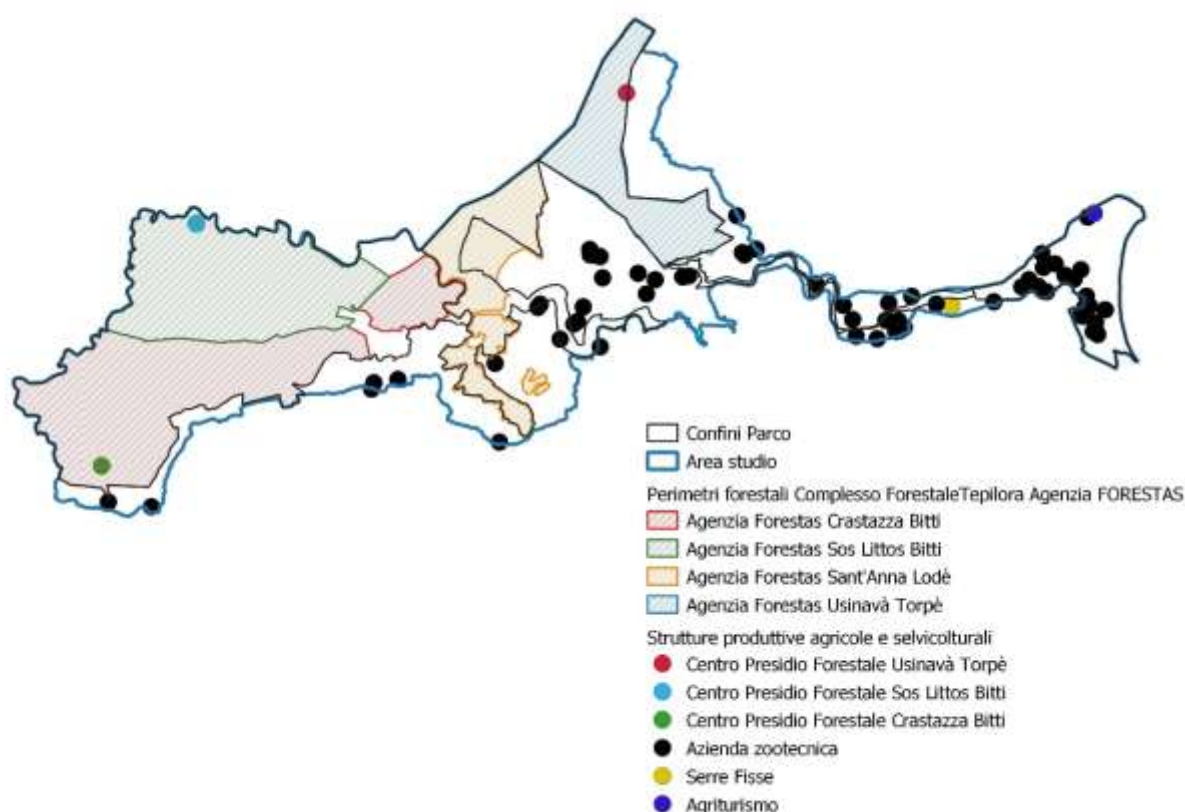 Confini Parco
Area studio
Perimetri forestali Complesso ForestaleTepilora Agenzia FORESTAS
Agenzia Forestas Crastazza Bitti
Agenzia Forestas Sos Littos Bitti
Agenzia Forestas Sant'Anna Lodè
Agenzia Forestas Usinavà Torpè
Strutture produttive agricole e selvicolturali
Centro Presidio Forestale Usinavà Torpè
Centro Presidio Forestale Sos Littos Bitti
Centro Presidio Forestale Crastazza Bitti
Azienda zootecnica
Serre Fisse
Agriturismo